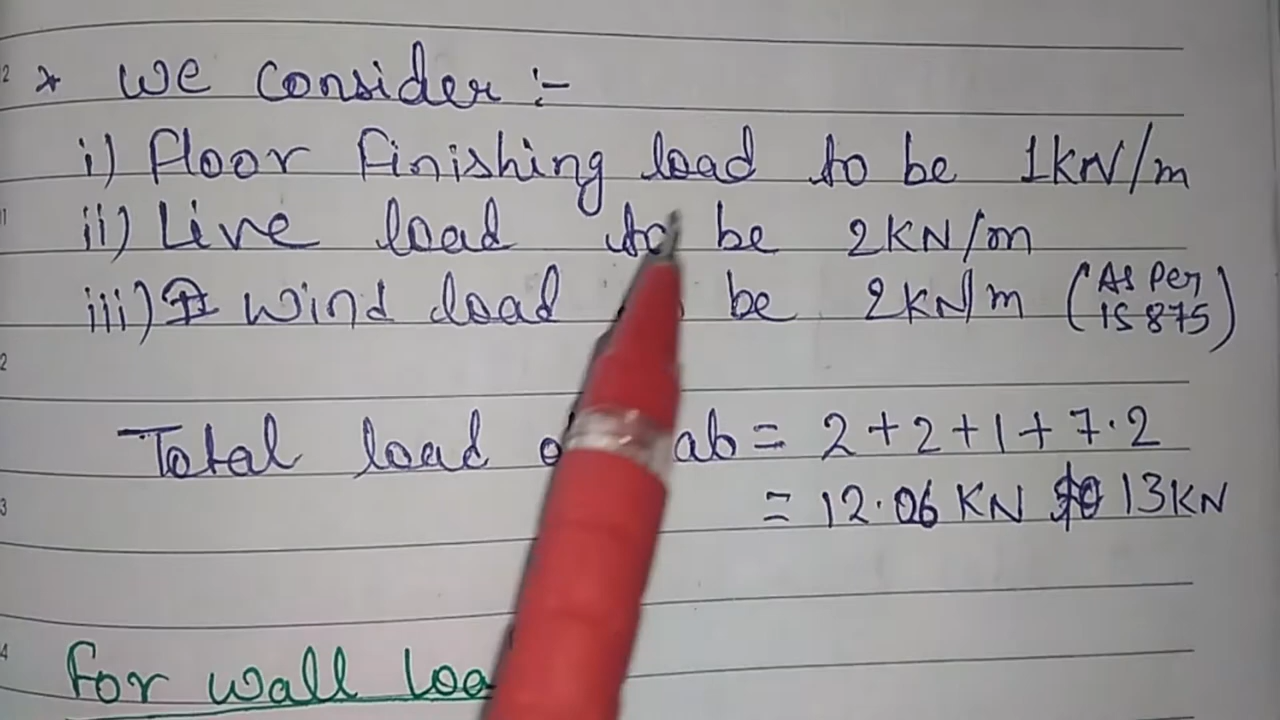 * We consider :-
i) Floor Finishing load to be 1kN/m
ii) Live load to be 2KN/m
iii) Wind load be 2KN/m (As Per IS 875)
Total load ab = 2+2+1+7.2
= 12.06 KN to 13KN
For wall Loa